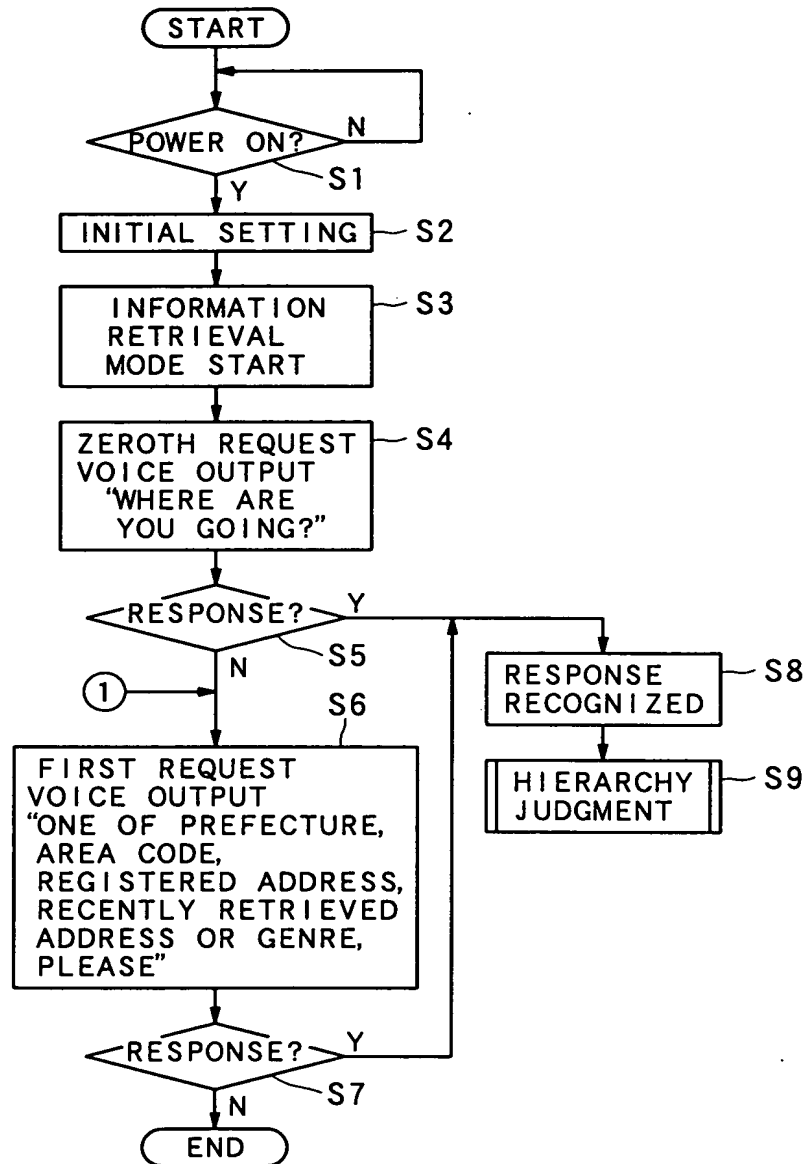 START
POWER ON?
N
S1
Y
INITIAL SETTING
S2
INFORMATION
RETRIEVAL
MODE START
S3
ZEROTH REQUEST
VOICE OUTPUT
“WHERE ARE
YOU GOING?”
S4
RESPONSE?
Y
S5
N
1
S6
FIRST REQUEST
VOICE OUTPUT
“ONE OF PREFECTURE,
AREA CODE,
REGISTERED ADDRESS,
RECENTLY RETRIEVED
ADDRESS OR GENRE,
PLEASE”
RESPONSE?
Y
S7
N
END
RESPONSE
RECOGNIZED
S8
HIERARCHY
JUDGMENT
S9